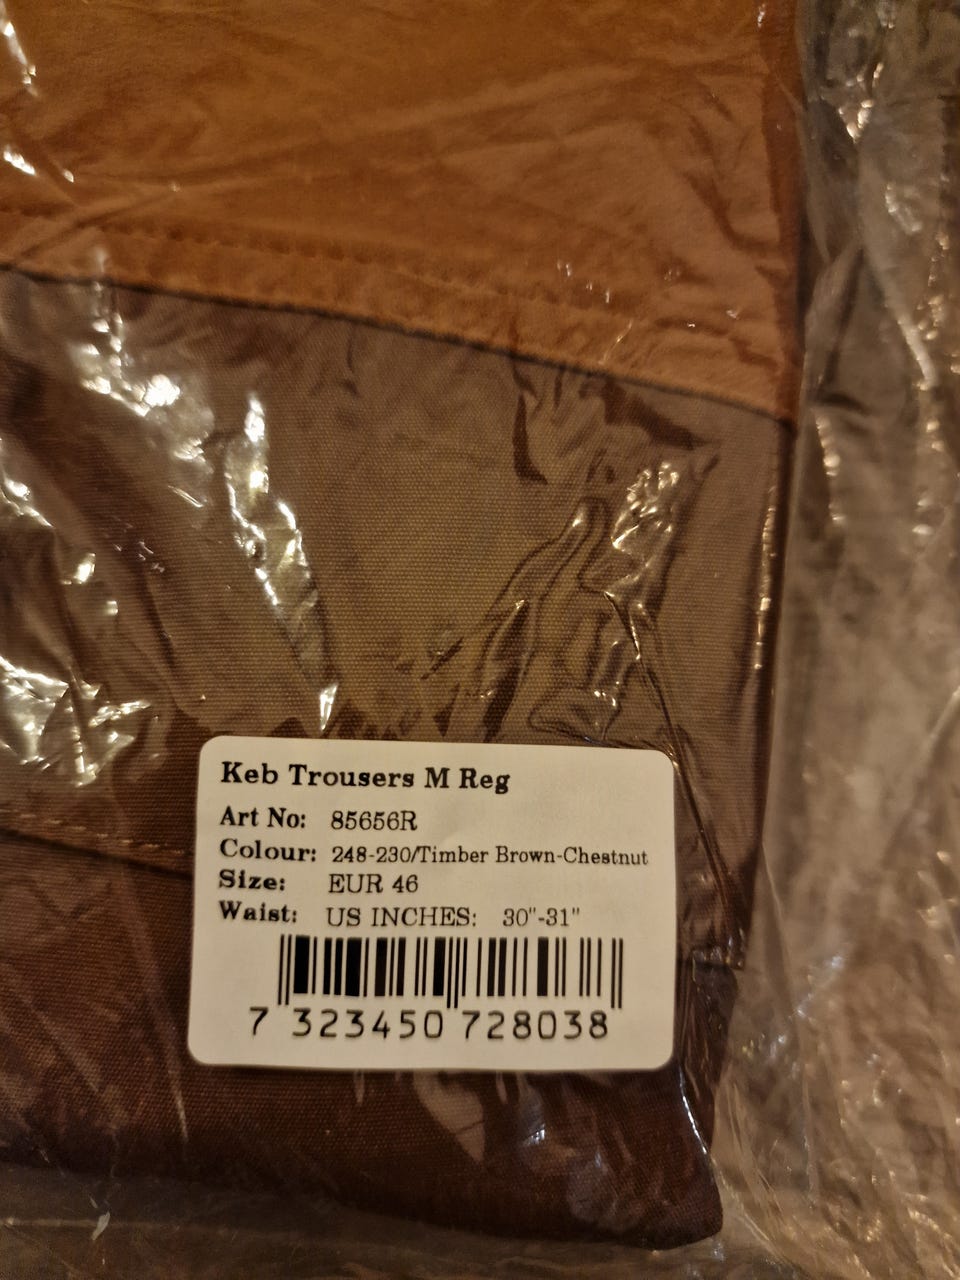 Keb Trousers M Reg
Art No: 85656R
Colour: 248-230/Timber Brown-Chestnut
Size: EUR 46
Waist: US INCHES: 30"-31"
7 323450 728038